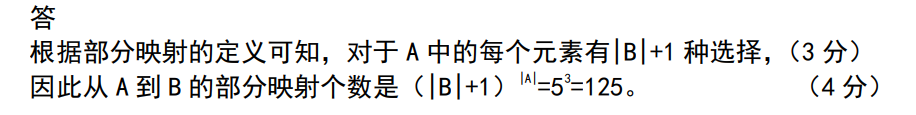 答
根据部分映射的定义可知，对于 A 中的每个元素有|B|+1 种选择，（3 分）
因此从 A 到 B 的部分映射个数是（|B|+1）|A|=5³=125。（4 分）